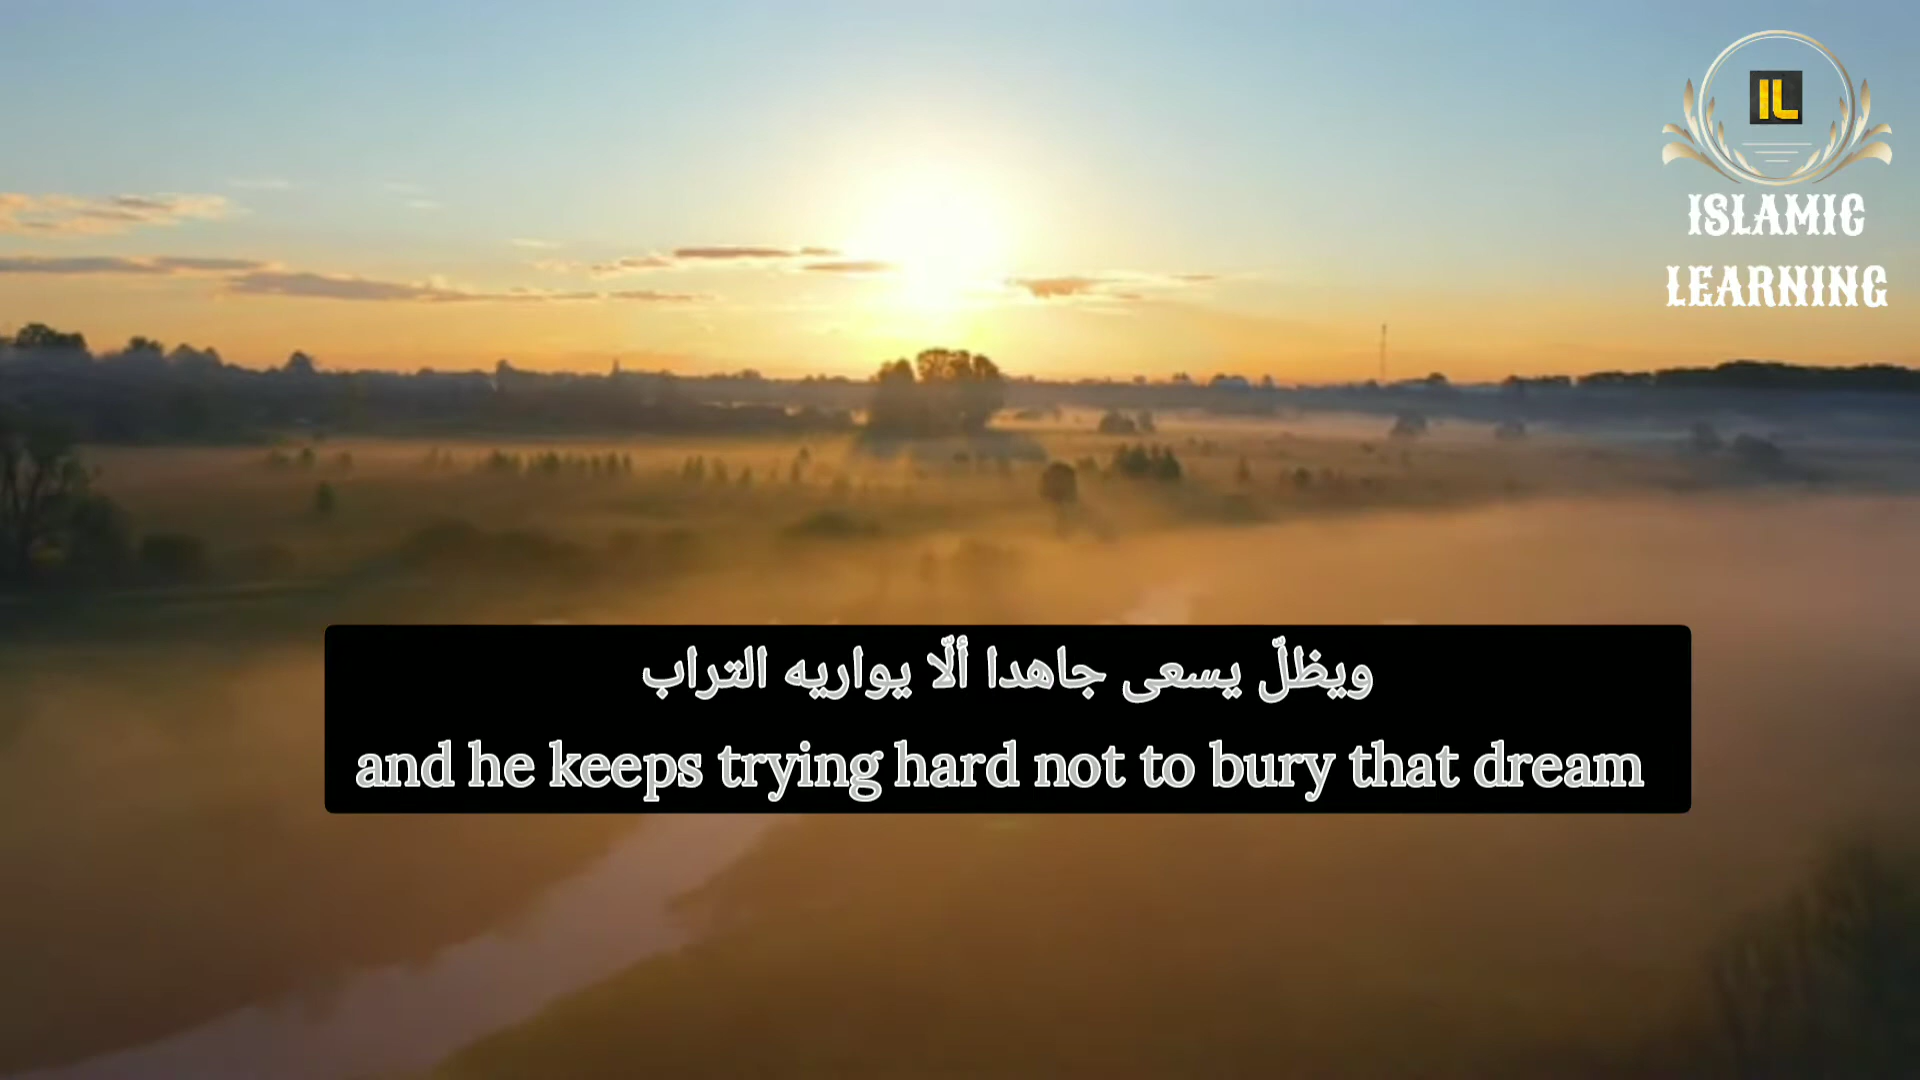 IL
ISLAMIC
LEARNING
ويظلّ يسعى جاهدا ألّا يواريه التراب
and he keeps trying hard not to bury that dream